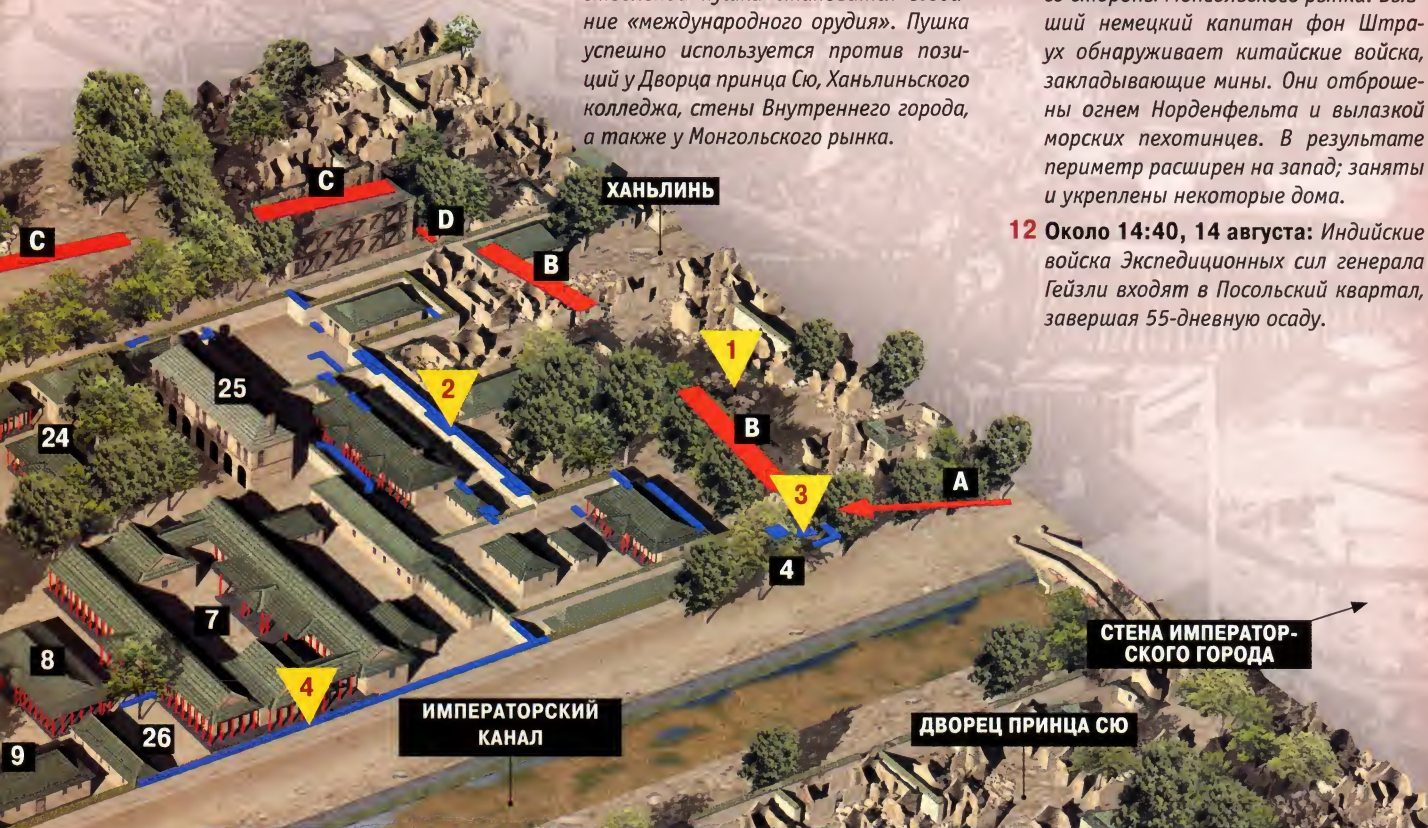 ние «международного орудия». Пушка
успешно используется против пози-
ций у Дворца принца Сю, Ханьлиньского
колледжа, стены Внутреннего города,
а также у Монгольского рынка.
ший немецкий капитан фон Штра-
ух обнаруживает китайские войска,
закладывающие мины. Они отброше-
ны огнем Норденфельта и вылазкой
морских пехотинцев. В результате
периметр расширен на запад; заняты
и укреплены некоторые дома.
12 Около 14:40, 14 августа: Индийские
войска Экспедиционных сил генерала
Гейзли входят в Посольский квартал,
завершая 55-дневную осаду.
ХАНЬЛИНЬ
C
C
D
B
1
2
25
24
B
3
A
4
7
8
4
26
9
СТЕНА ИМПЕРАТОР-
СКОГО ГОРОДА
ИМПЕРАТОРСКИЙ
КАНАЛ
ДВОРЕЦ ПРИНЦА СЮ